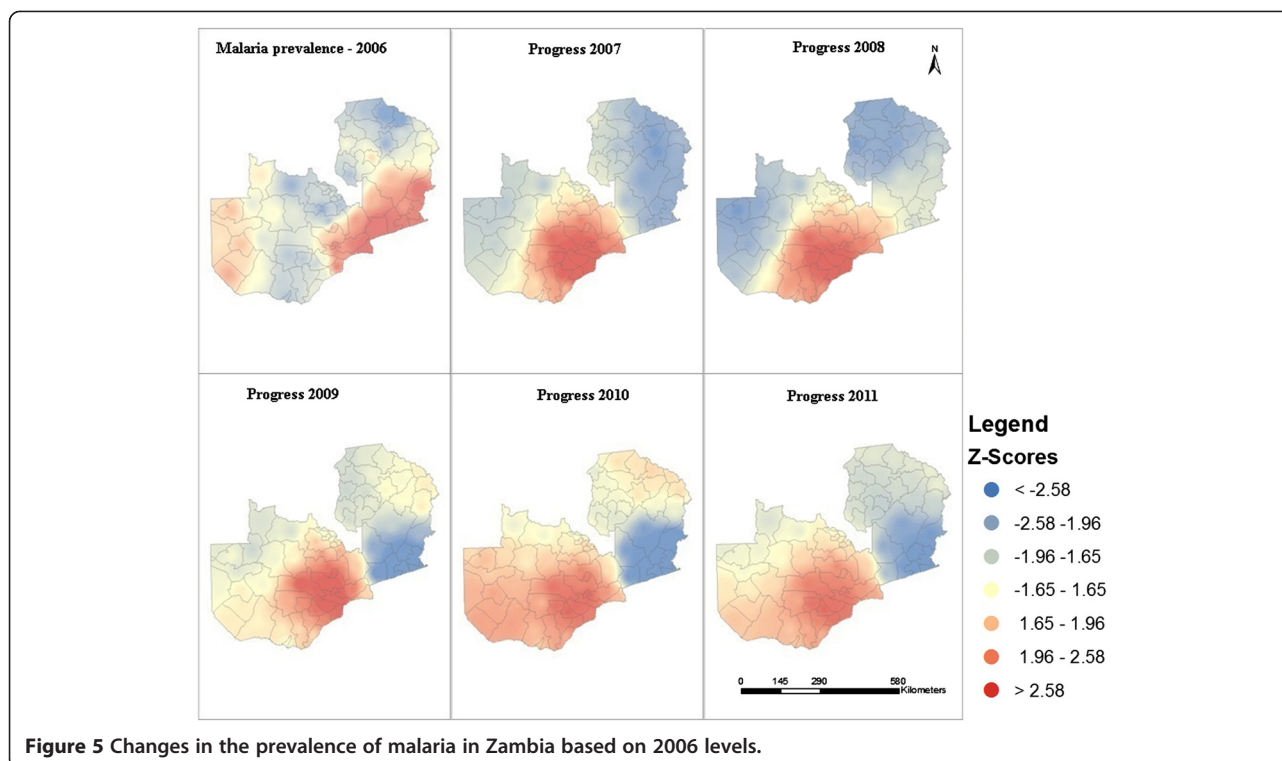 Malaria prevalence - 2006
Progress 2007
Progress 2008
N
Progress 2009
Progress 2010
Progress 2011
Legend
Z-Scores
< -2.58
-2.58 -1.96
-1.96 -1.65
-1.65 - 1.65
1.65 - 1.96
1.96 - 2.58
> 2.58
0 145 290 580
Kilometers
Figure 5 Changes in the prevalence of malaria in Zambia based on 2006 levels.